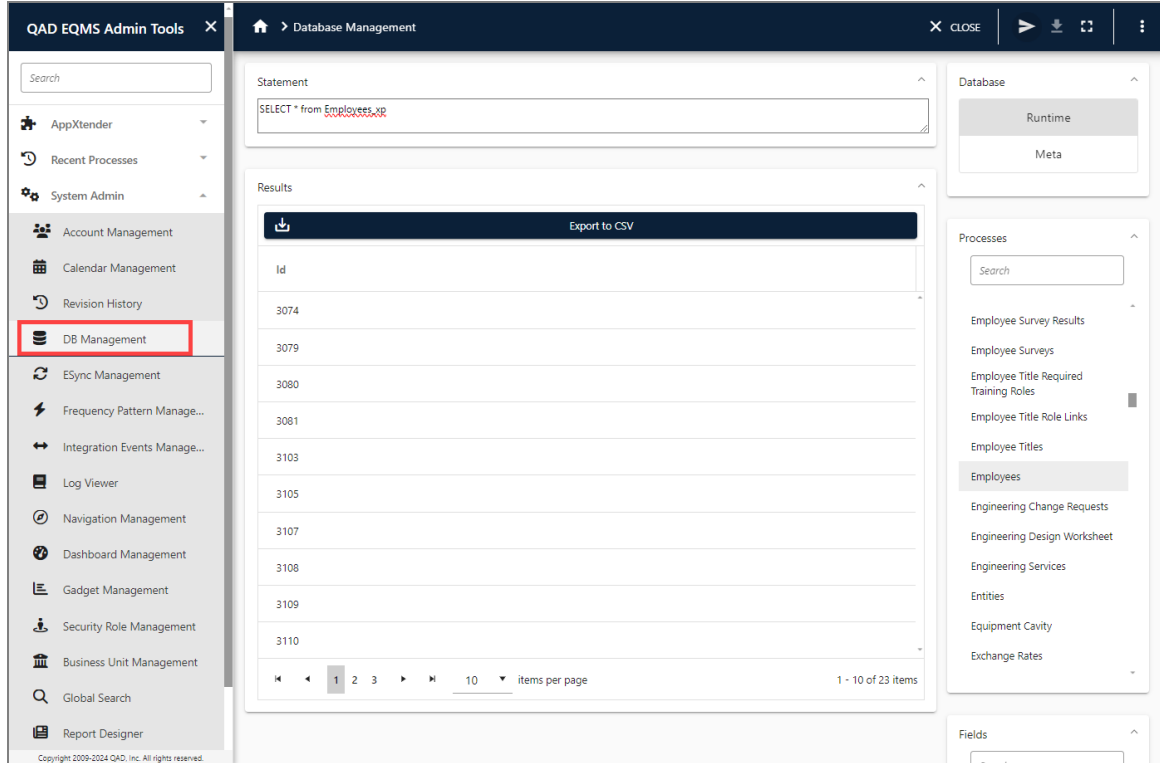 QAD EQMS Admin Tools
Search
AppXtender
Recent Processes
System Admin
Account Management
Calendar Management
Revision History
DB Management
ESync Management
Frequency Pattern Manage...
Integration Events Manage...
Log Viewer
Navigation Management
Dashboard Management
Gadget Management
Security Role Management
Business Unit Management
Global Search
Report Designer
Copyright 2009-2024 QAD, Inc. All rights reserved.
Database Management
CLOSE
Statement
SELECT * from Employees_xp
Results
Export to CSV
Id
3074
3079
3080
3081
3103
3105
3107
3108
3109
3110
1 2 3 10 items per page 1 - 10 of 23 items
Database
Runtime
Meta
Processes
Search
Employee Survey Results
Employee Surveys
Employee Title Required
Training Roles
Employee Title Role Links
Employee Titles
Employees
Engineering Change Requests
Engineering Design Worksheet
Engineering Services
Entities
Equipment Cavity
Exchange Rates
Fields